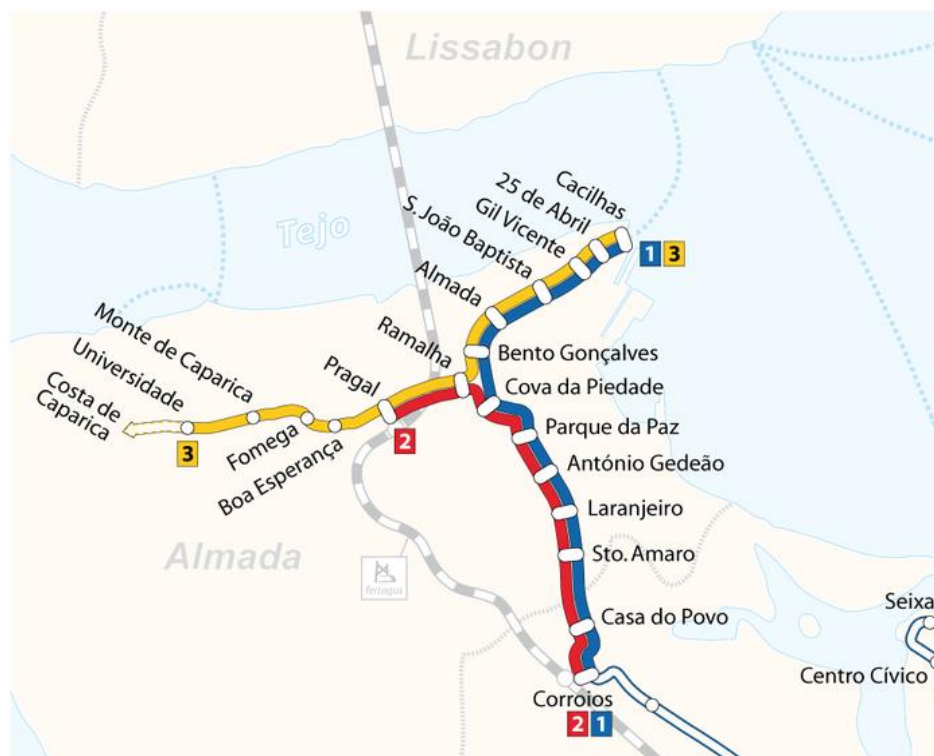 Lissabon
Tejo
Cacilhas
25 de Abril
Gil Vicente
S. João Baptista
Almada
1 3
Ramalha
Bento Gonçalves
Monte de Caparica
Pragal
Cova da Piedade
Universidade
Costa de
Caparica
3
Fomega
Boa Esperança
2
Parque da Paz
António Gedeão
Laranjeiro
Almada
Sto. Amaro
fertagus
Casa do Povo
Seixa
Centro Cívico
Corroios
2 1